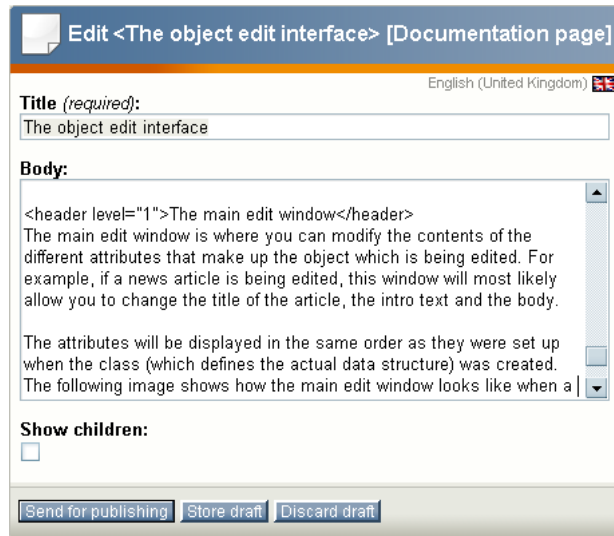 Edit <The object edit interface> [Documentation page]
English (United Kingdom)
Title (required):
The object edit interface
Body:
<header level="1">The main edit window</header>
The main edit window is where you can modify the contents of the
different attributes that make up the object which is being edited. For
example, if a news article is being edited, this window will most likely
allow you to change the title of the article, the intro text and the body.
The attributes will be displayed in the same order as they were set up
when the class (which defines the actual data structure) was created.
The following image shows how the main edit window looks like when a
Show children:
Send for publishing Store draft Discard draft